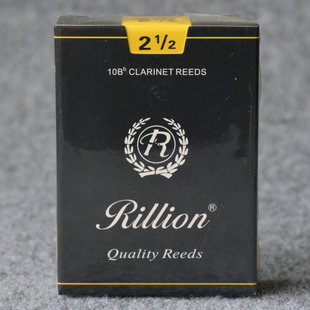 2 1/2
10B♭ CLARINET REEDS
R
Rillion®
Quality Reeds